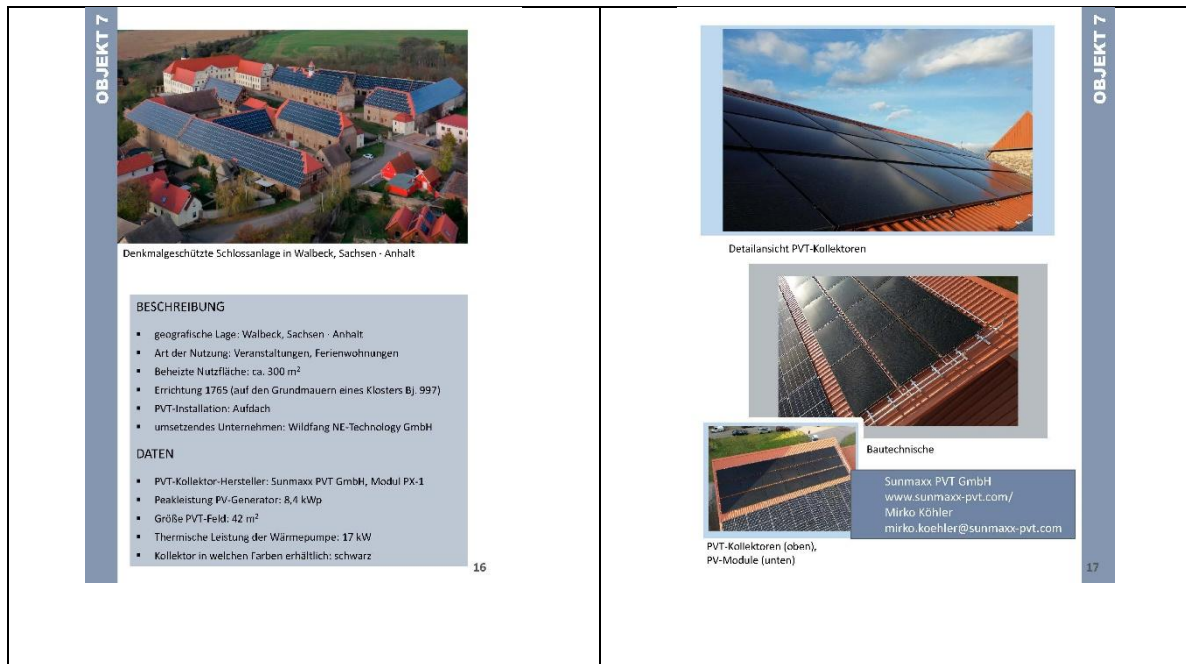 OBJEKT 7
Denkmalgeschützte Schlossanlage in Walbeck, Sachsen - Anhalt
BESCHREIBUNG
▪ geografische Lage: Walbeck, Sachsen - Anhalt
▪ Art der Nutzung: Veranstaltungen, Ferienwohnungen
▪ Beheizte Nutzfläche: ca. 300 m²
▪ Errichtung 1765 (auf den Grundmauern eines Klosters Bj. 997)
▪ PVT-Installation: Aufdach
▪ umsetzendes Unternehmen: Wildfang NE-Technology GmbH
DATEN
▪ PVT-Kollektor-Hersteller: Sunmaxx PVT GmbH, Modul PX-1
▪ Peakleistung PV-Generator: 8,4 kWp
▪ Größe PVT-Feld: 42 m²
▪ Thermische Leistung der Wärmepumpe: 17 kW
▪ Kollektor in welchen Farben erhältlich: schwarz
16
OBJEKT 7
Detailansicht PVT-Kollektoren
Bautechnische
Sunmaxx PVT GmbH
www.sunmaxx-pvt.com/
Mirko Köhler
mirko.koehler@sunmaxx-pvt.com
PVT-Kollektoren (oben),
PV-Module (unten)
17